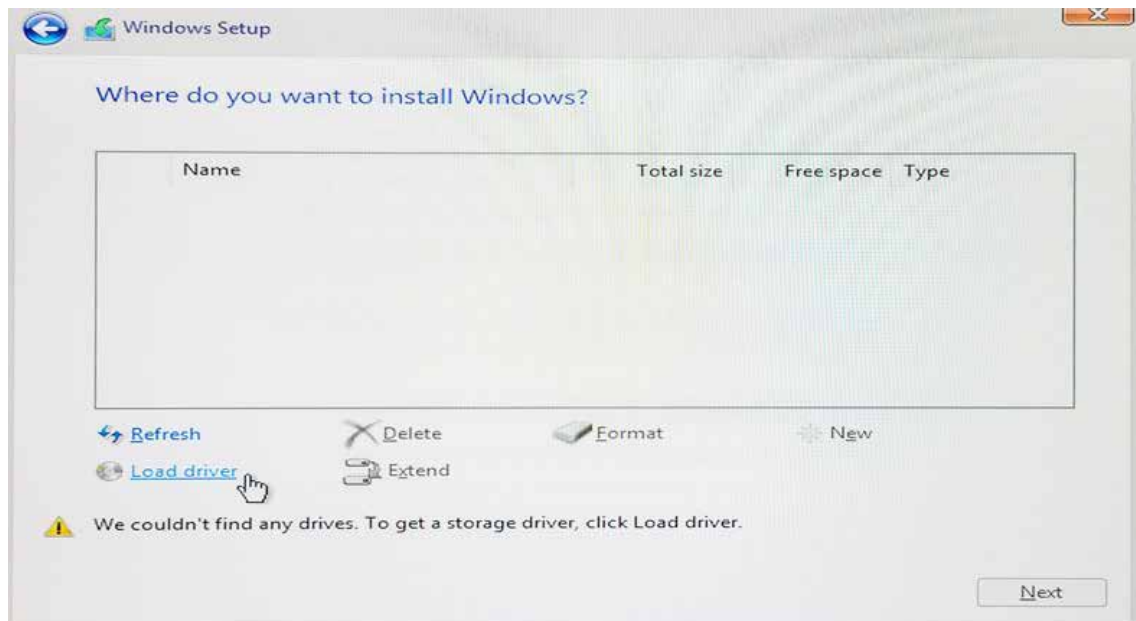 Windows Setup
Where do you want to install Windows?
Name Total size Free space Type
Refresh Delete Format New
Load driver Extend
We couldn't find any drives. To get a storage driver, click Load driver.
Next